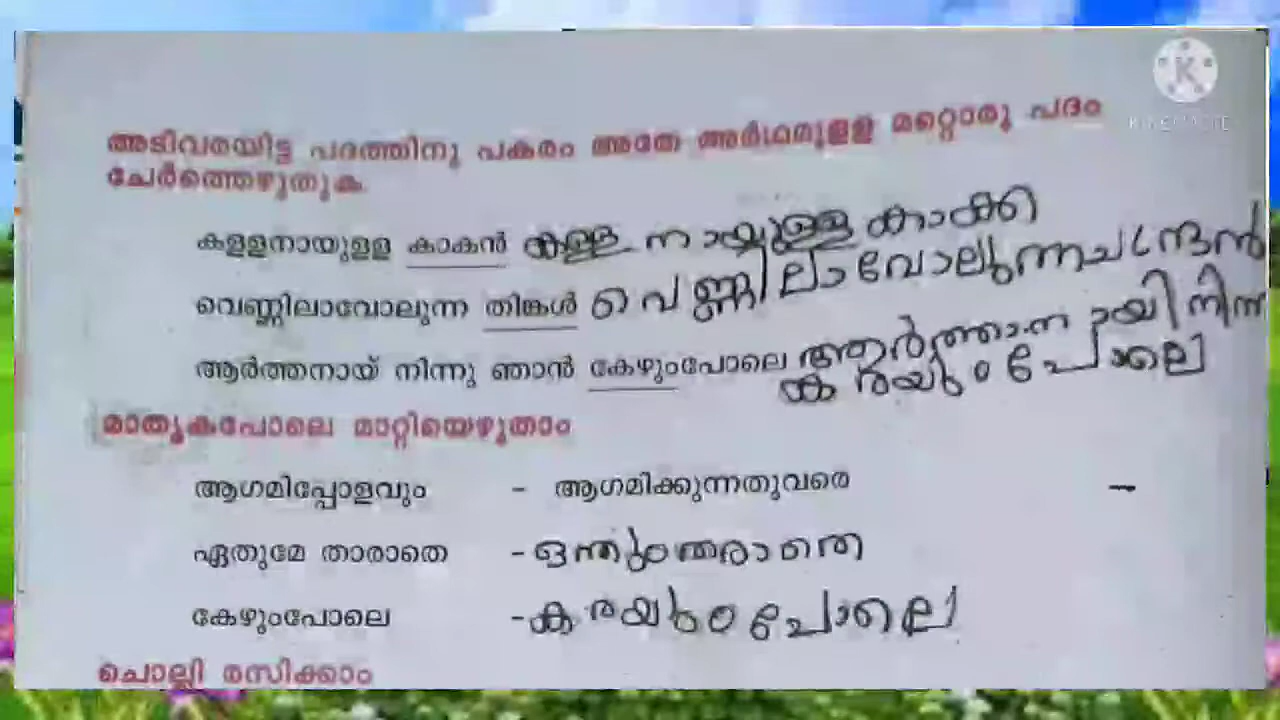 KINEMASTER
അടിവരയിട്ട പദത്തിനു പകരം അതേ അർഥമുള്ള മറ്റൊരു പദം
ചേർത്തെഴുതുക
കള്ളനായുള്ള കാകൻ കള്ള നായുള്ള കാക്ക
വെണ്ണിലാവോലുന്ന തിങ്കൾ വെണ്ണിലാവോലുന്ന ചന്ദ്രൻ
ആർത്തനായ് നിന്നു ഞാൻ കേഴുംപോലെ ആർത്തനായി നിന്ന
കരയും പോലെ
മാതൃകപോലെ മാറ്റിയെഴുതാം
ആഗമിപ്പോളവും - ആഗമിക്കുന്നതുവരെ -
ഏതുമേ താരാതെ - ഒന്നും തരാതെ
കേഴുംപോലെ - കരയും പോലെ
ചൊല്ലി രസിക്കാം